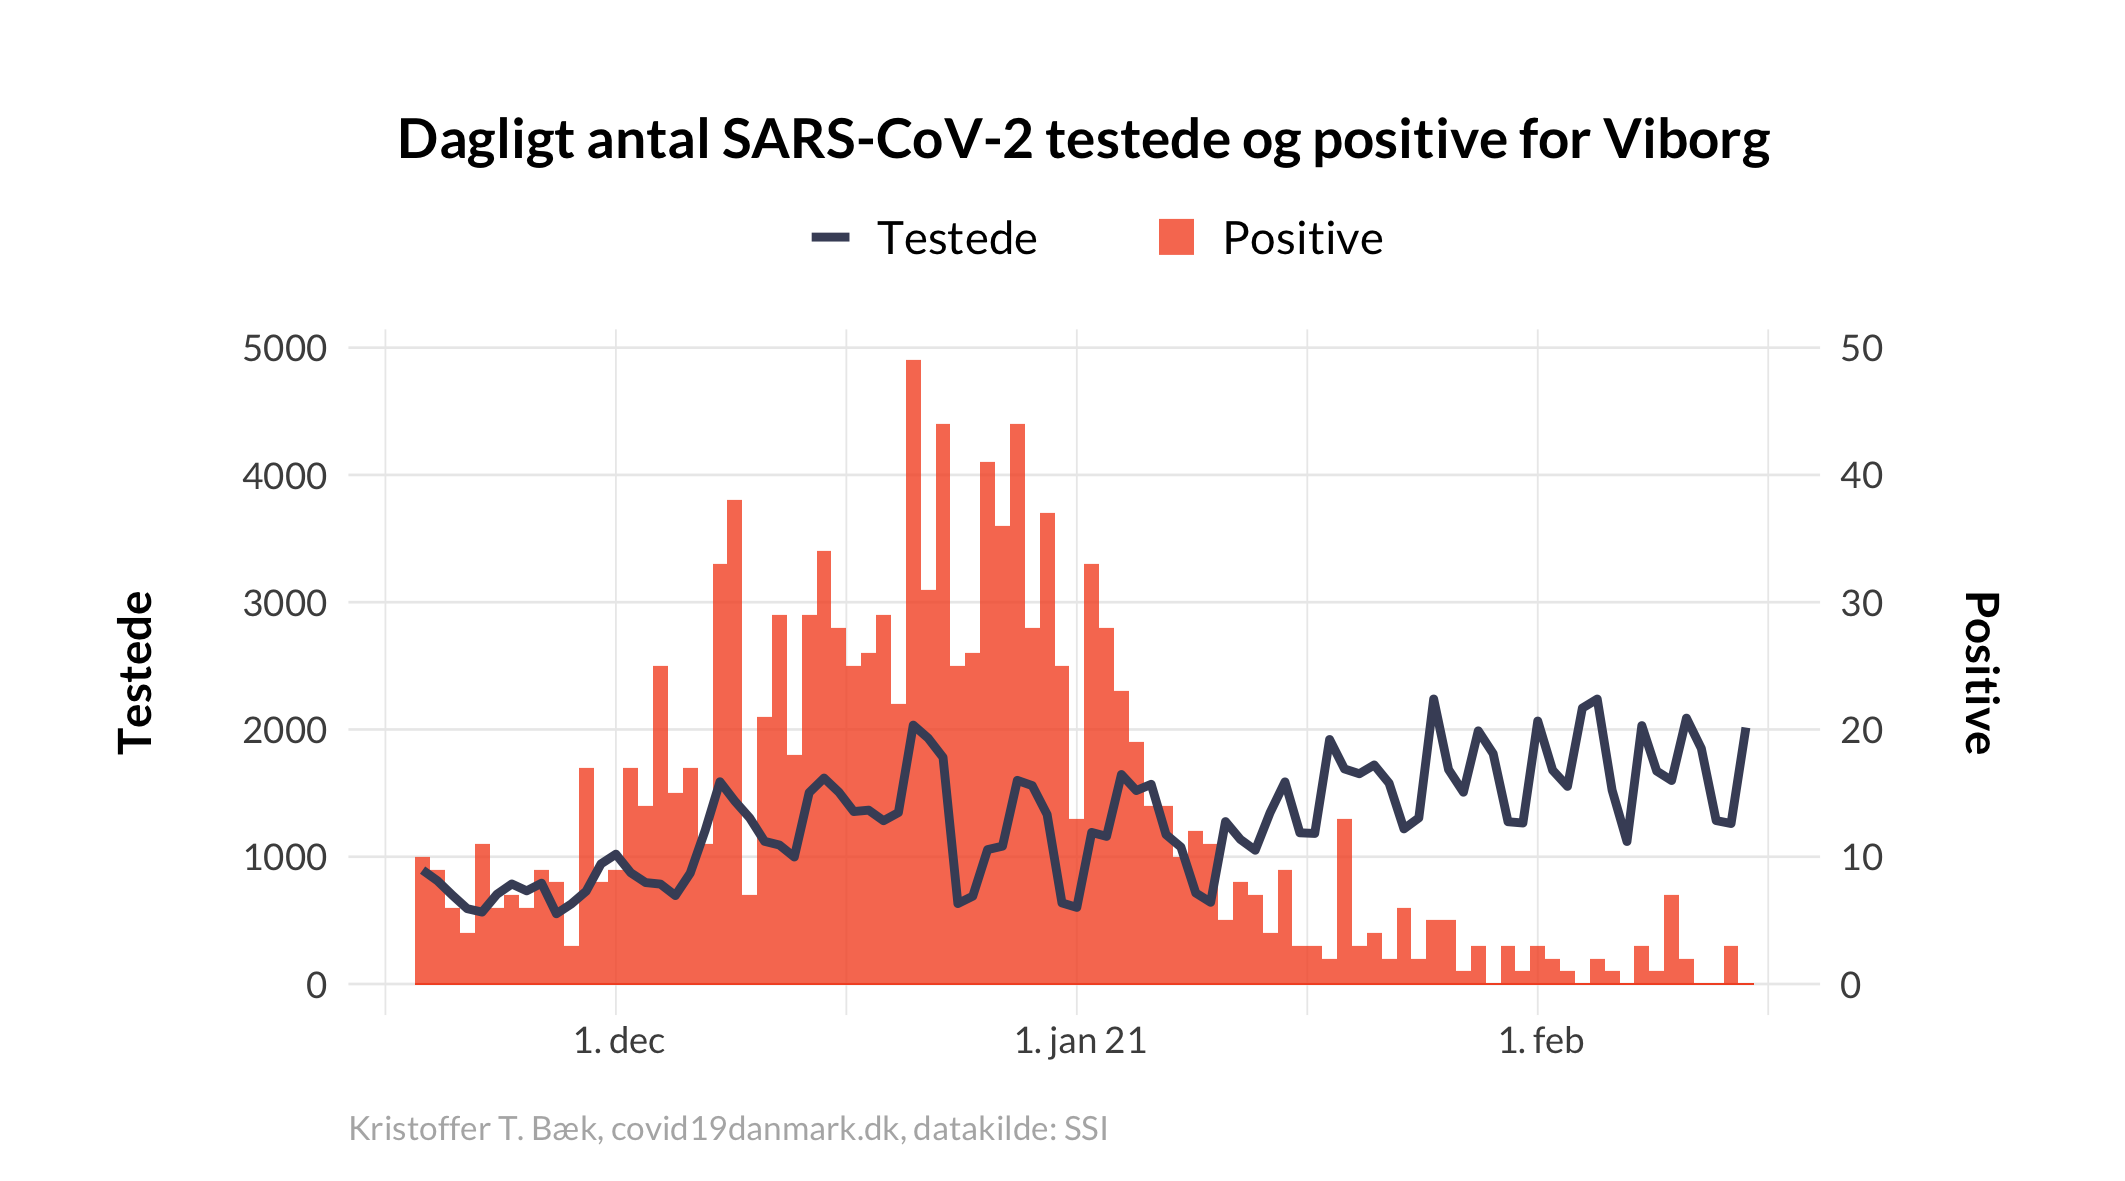 Dagligt antal SARS-CoV-2 testede og positive for Viborg
Testede
Positive
5000
4000
3000
2000
1000
0
50
40
30
20
10
0
Testede
Positive
1. dec
1. jan 21
1. feb
Kristoffer T. Bæk, covid19danmark.dk, datakilde: SSI